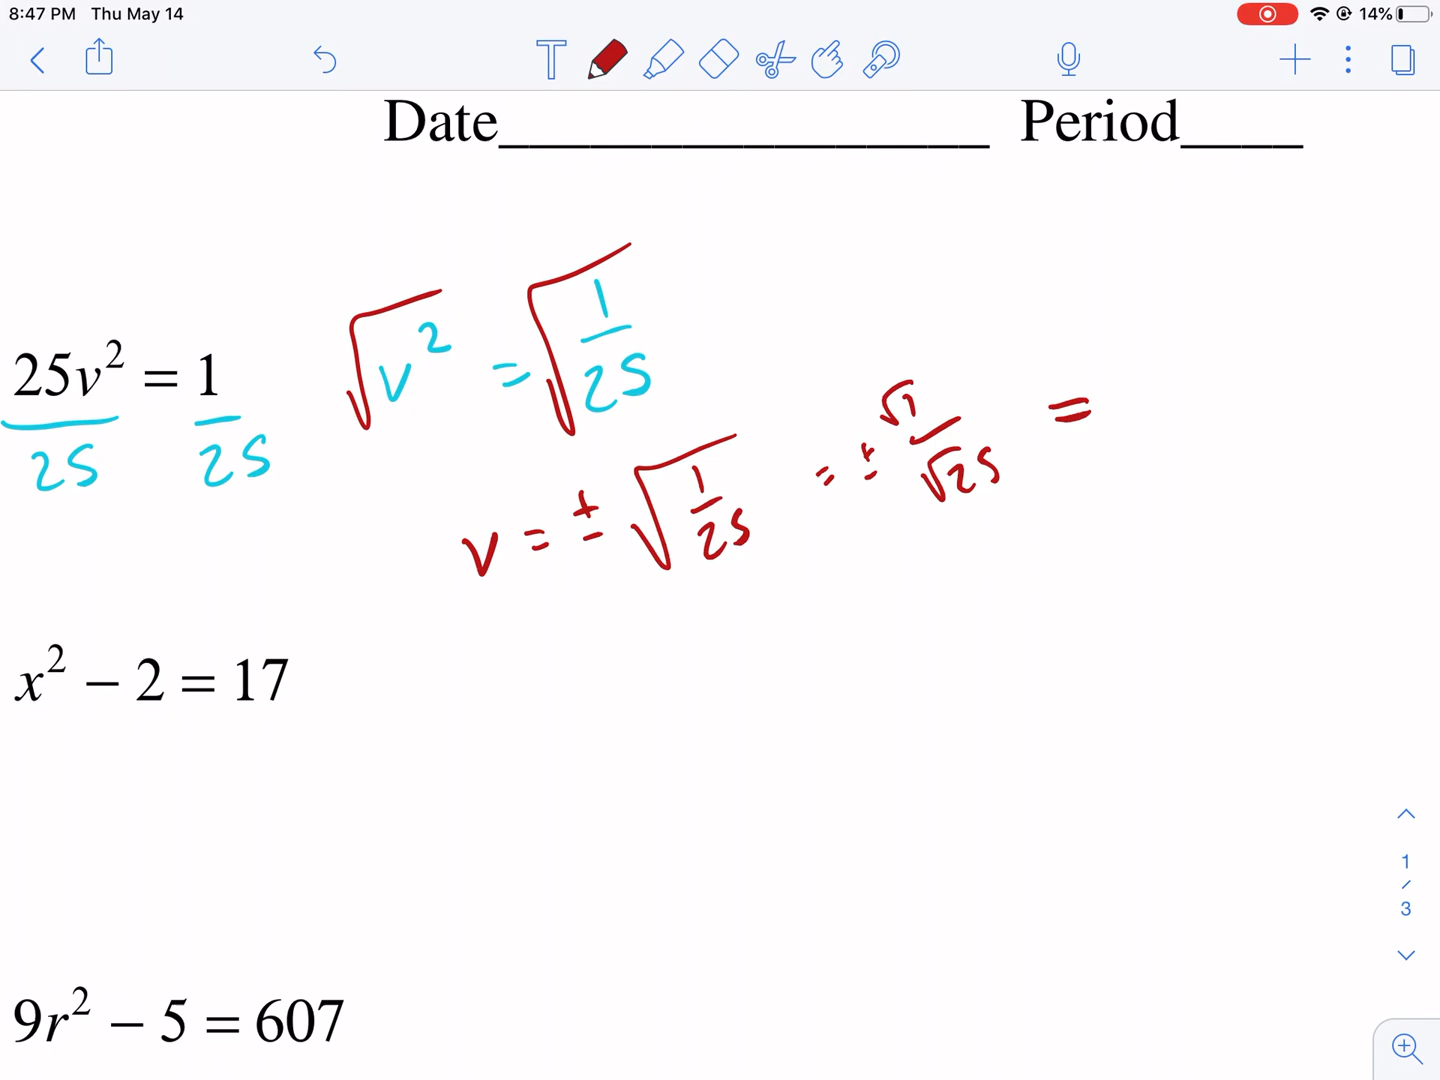 8:47 PM Thu May 14 14%
T
Date________________ Period____
25v² = 1
25 25
√v² = √(1/25)
v = ± √(1/25) = ± √1/√25 =
x² − 2 = 17
9r² − 5 = 607
1
/
3